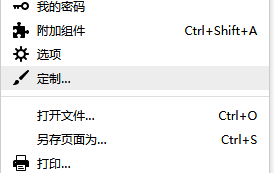 我的密码
附加组件 Ctrl+Shift+A
选项
定制...
打开文件... Ctrl+O
另存页面为... Ctrl+S
打印...